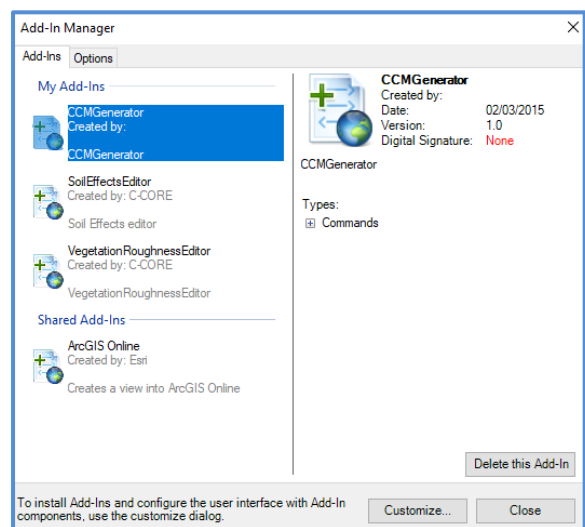 Add-In Manager
Add-Ins
Options
My Add-Ins
CCMGenerator
Created by:
CCMGenerator
SoilEffectsEditor
Created by: C-CORE
Soil Effects editor
VegetationRoughnessEditor
Created by: C-CORE
VegetationRoughnessEditor
Shared Add-Ins
ArcGIS Online
Created by: Esri
Creates a view into ArcGIS Online
CCMGenerator
Created by:
Date: 02/03/2015
Version: 1.0
Digital Signature: None
CCMGenerator
Types:
Commands
Delete this Add-In
To install Add-Ins and configure the user interface with Add-In
components, use the customize dialog.
Customize...
Close